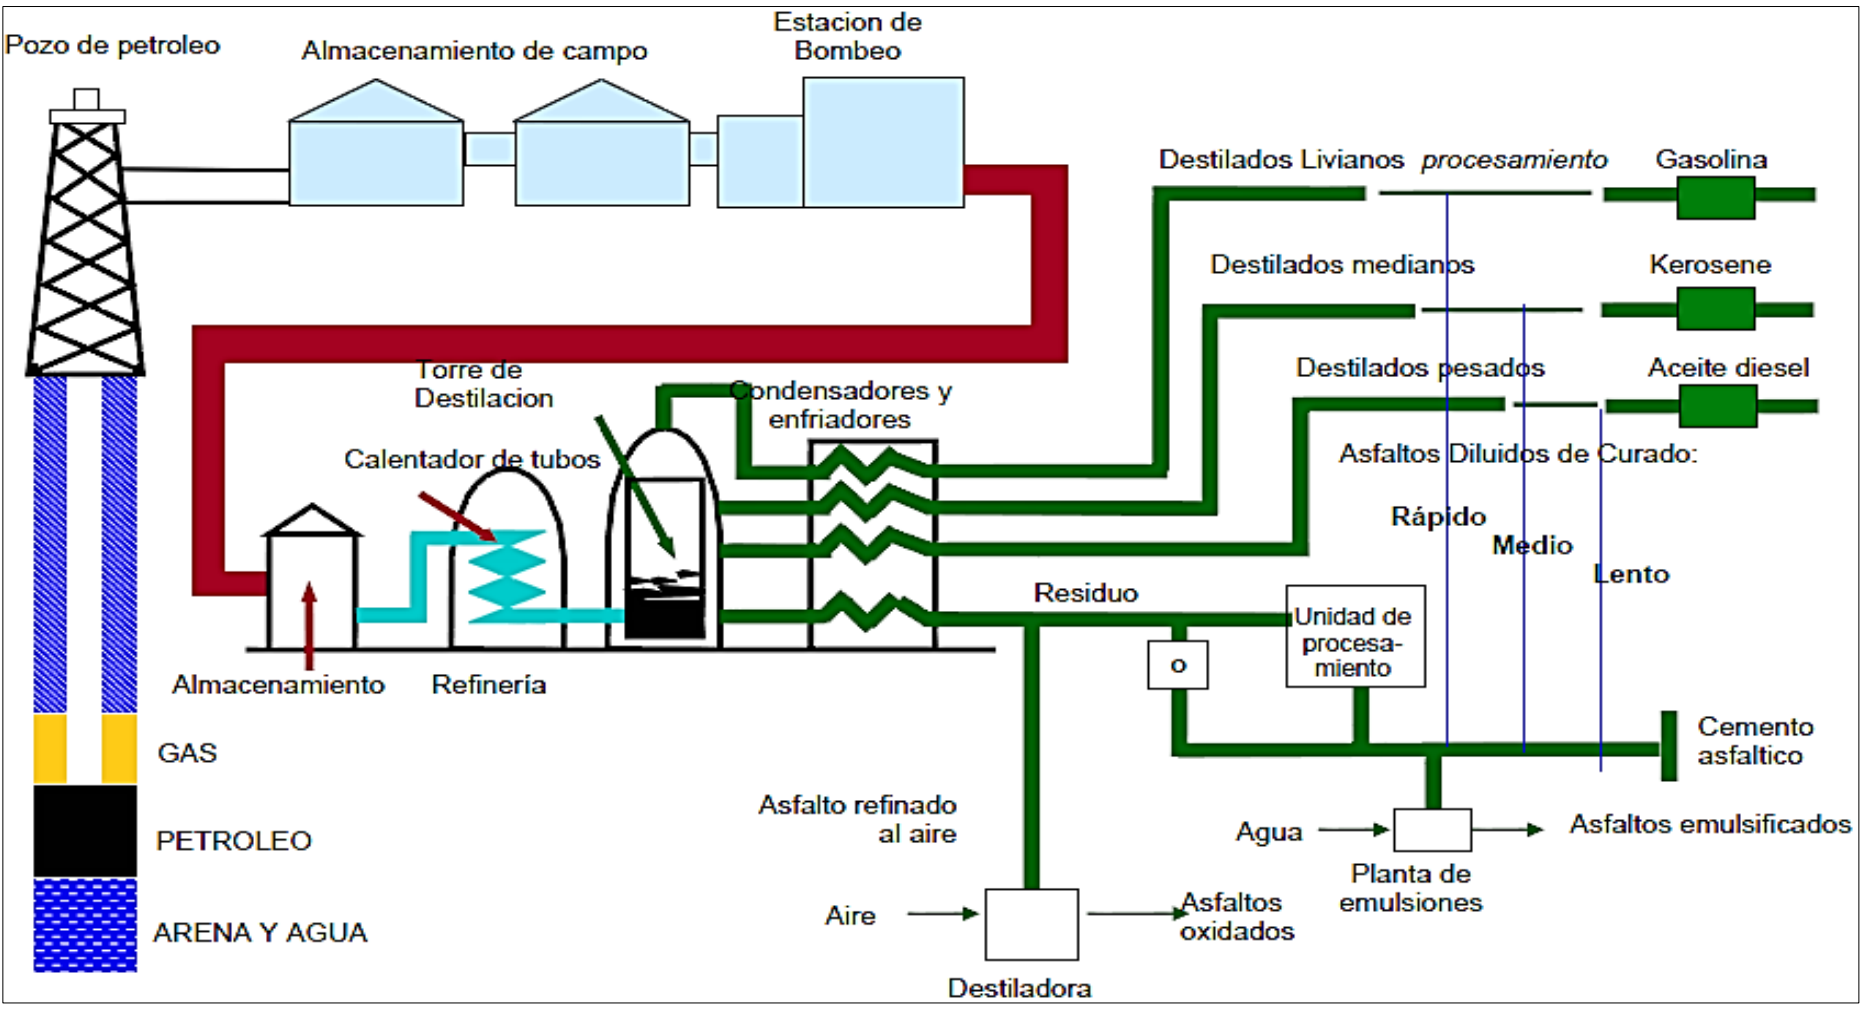 Estacion de
Bombeo
Pozo de petroleo
Almacenamiento de campo
Destilados Livianos procesamiento Gasolina
Destilados medianos Kerosene
Torre de
Destilacion
Condensadores y
enfriadores
Destilados pesados Aceite diesel
Calentador de tubos
Asfaltos Diluidos de Curado:
Rápido
Medio
Lento
Residuo
Unidad de
procesa-
miento
o
Almacenamiento
Refinería
Cemento
asfaltico
GAS
Asfalto refinado
al aire
Agua
Asfaltos emulsificados
PETROLEO
Planta de
emulsiones
Aire
Asfaltos
oxidados
ARENA Y AGUA
Destiladora